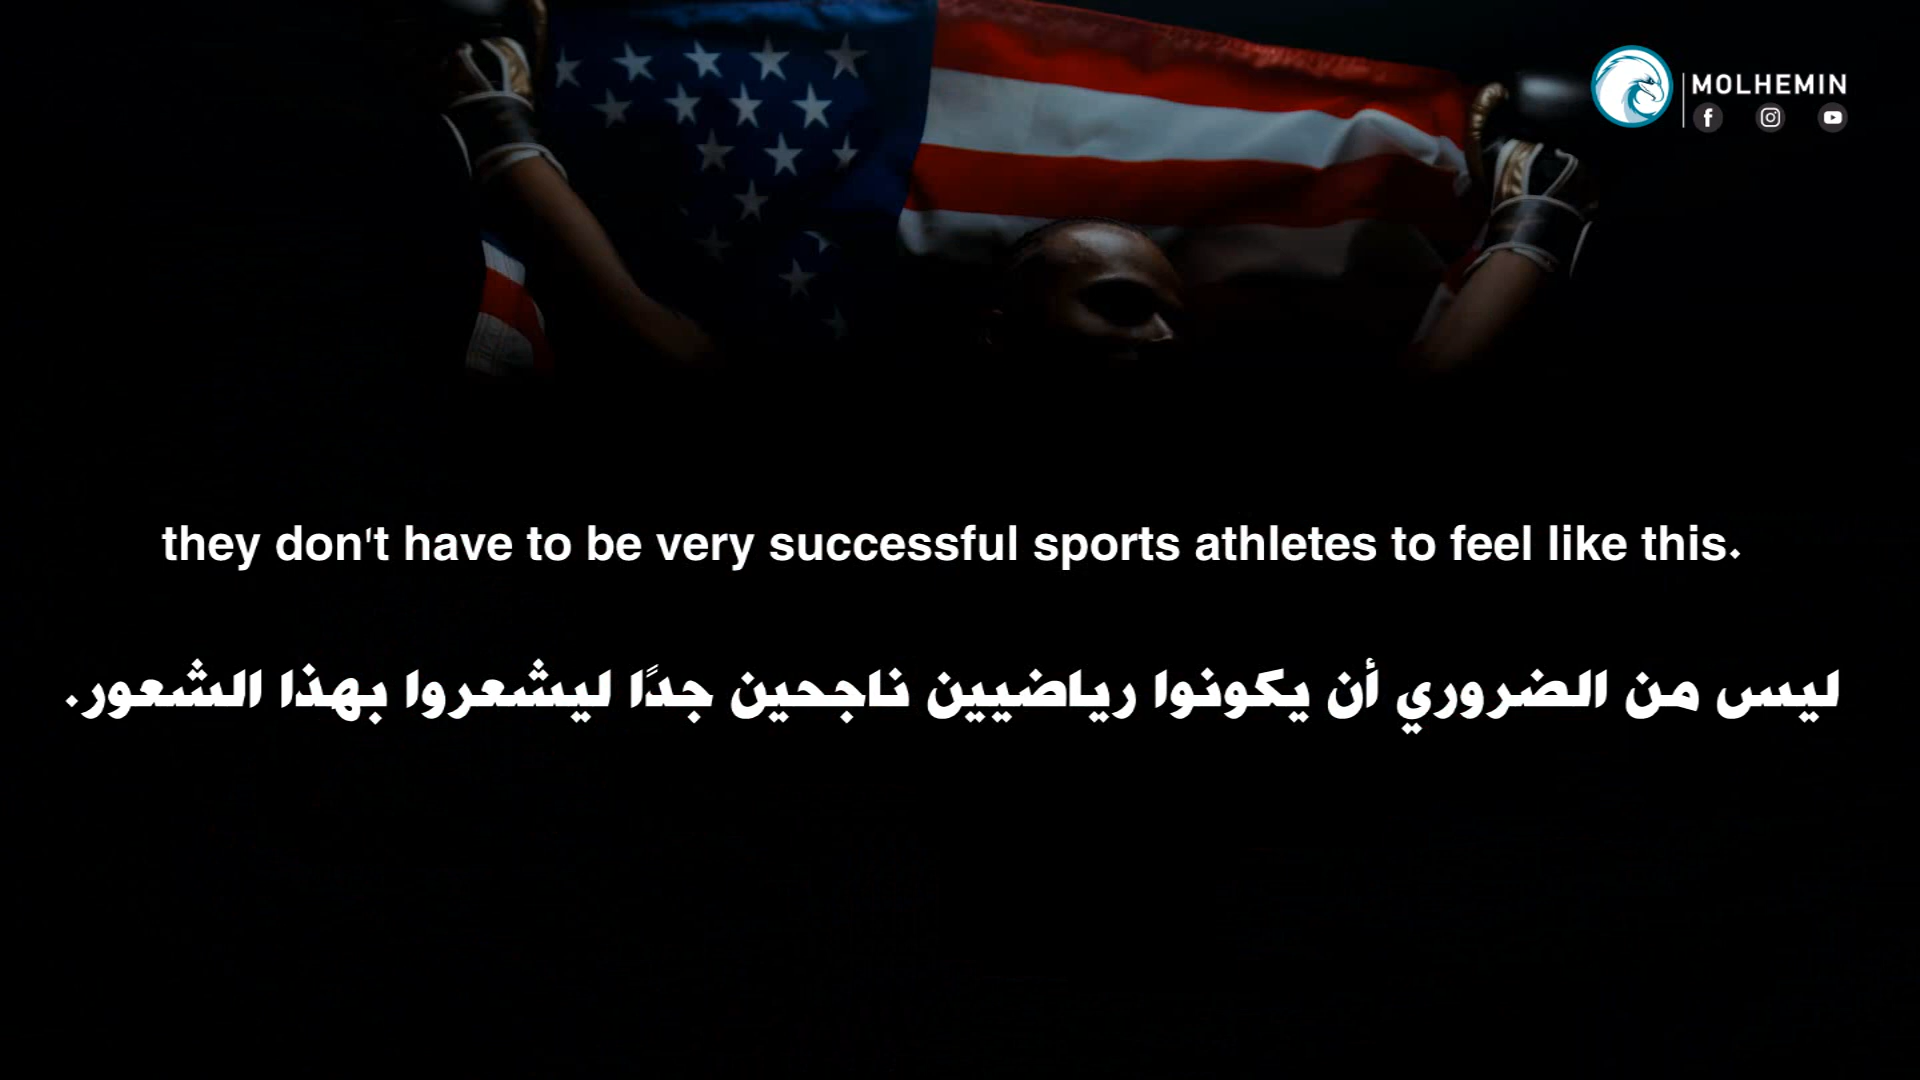 MOLHEMIN
they don't have to be very successful sports athletes to feel like this.
ليس من الضروري أن يكونوا رياضيين ناجحين جدًا ليشعروا بهذا الشعور.